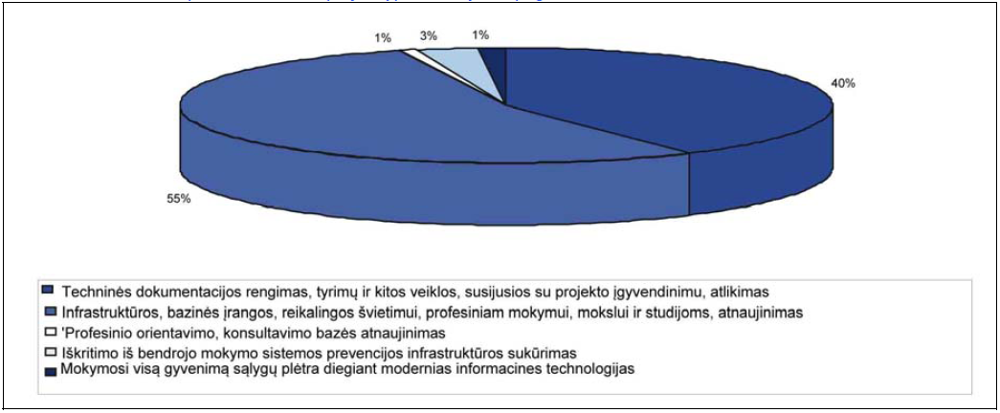 1%
3%
1%
40%
55%
Techninės dokumentacijos rengimas, tyrimų ir kitos veiklos, susijusios su projekto įgyvendinimu, atlikimas
Infrastruktūros, bazinės įrangos, reikalingos švietimui, profesiniam mokymui, mokslui ir studijoms, atnaujinimas
'Profesinio orientavimo, konsultavimo bazės atnaujinimas
Iškritimo iš bendrojo mokymo sistemos prevencijos infrastruktūros sukūrimas
Mokymosi visą gyvenimą sąlygų plėtra diegiant modernias informacines technologijas